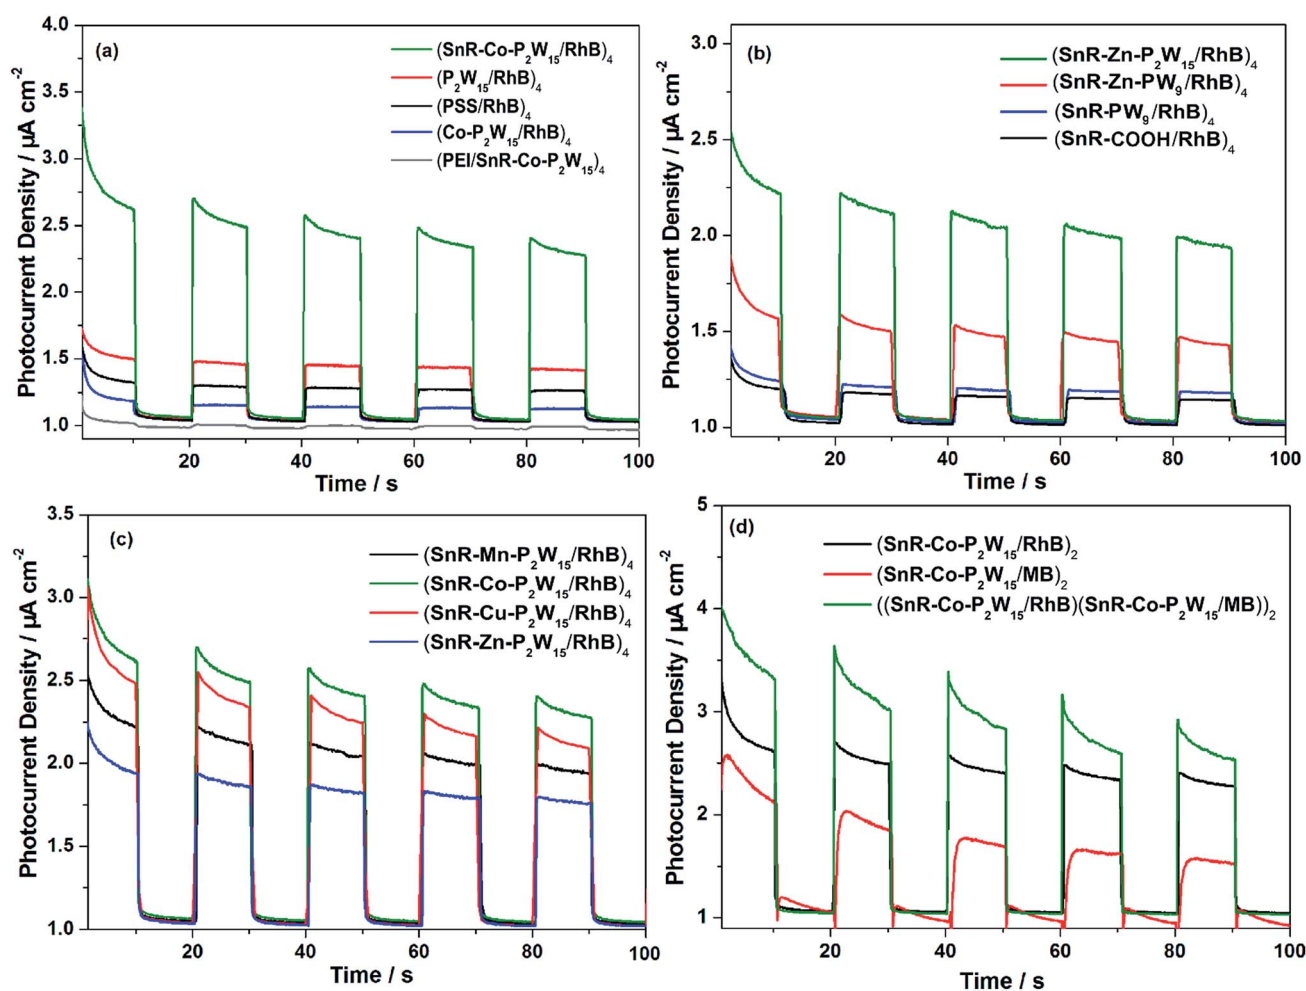 (a)
(SnR-Co-P2W15/RhB)4
(P2W15/RhB)4
(PSS/RhB)4
(Co-P2W15/RhB)4
(PEI/SnR-Co-P2W15)4
4.0
3.5
3.0
2.5
2.0
1.5
1.0
Photocurrent Density / µA cm-2
20 40 60 80 100
Time / s
(b)
(SnR-Zn-P2W15/RhB)4
(SnR-Zn-PW9/RhB)4
(SnR-PW9/RhB)4
(SnR-COOH/RhB)4
3.0
2.5
2.0
1.5
1.0
Photocurrent Density / µA cm-2
20 40 60 80 100
Time / s
(c)
(SnR-Mn-P2W15/RhB)4
(SnR-Co-P2W15/RhB)4
(SnR-Cu-P2W15/RhB)4
(SnR-Zn-P2W15/RhB)4
3.5
3.0
2.5
2.0
1.5
1.0
Photocurrent Density / µA cm-2
20 40 60 80 100
Time / s
(d)
(SnR-Co-P2W15/RhB)2
(SnR-Co-P2W15/MB)2
((SnR-Co-P2W15/RhB)(SnR-Co-P2W15/MB))2
5
4
3
2
1
Photocurrent Density / µA cm-2
20 40 60 80 100
Time / s